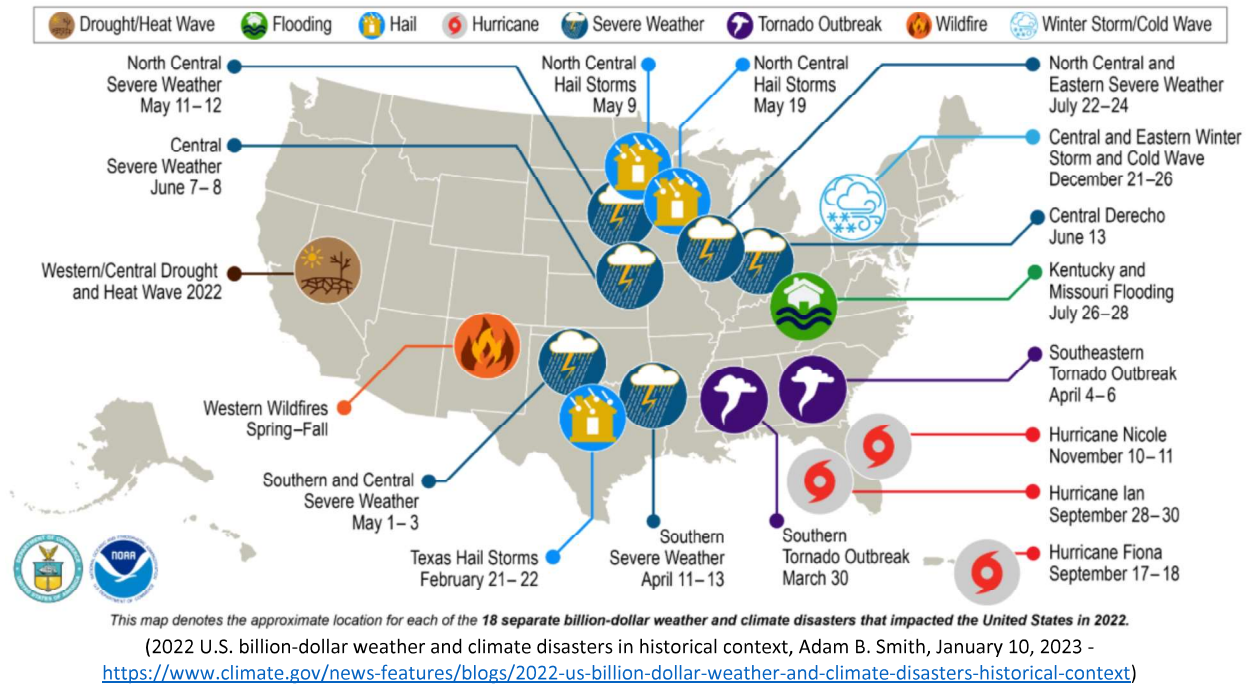 Drought/Heat Wave
Flooding
Hail
Hurricane
Severe Weather
Tornado Outbreak
Wildfire
Winter Storm/Cold Wave
North Central
Severe Weather
May 11–12
North Central
Hail Storms
May 9
North Central
Hail Storms
May 19
North Central and
Eastern Severe Weather
July 22–24
Central
Severe Weather
June 7–8
Central and Eastern Winter
Storm and Cold Wave
December 21–26
Central Derecho
June 13
Western/Central Drought
and Heat Wave 2022
Kentucky and
Missouri Flooding
July 26–28
Southeastern
Tornado Outbreak
April 4–6
Western Wildfires
Spring–Fall
Hurricane Nicole
November 10–11
Southern and Central
Severe Weather
May 1–3
Hurricane Ian
September 28–30
Texas Hail Storms
February 21–22
Southern
Severe Weather
April 11–13
Southern
Tornado Outbreak
March 30
Hurricane Fiona
September 17–18
NOAA
This map denotes the approximate location for each of the 18 separate billion-dollar weather and climate disasters that impacted the United States in 2022.
(2022 U.S. billion-dollar weather and climate disasters in historical context, Adam B. Smith, January 10, 2023 -
https://www.climate.gov/news-features/blogs/2022-us-billion-dollar-weather-and-climate-disasters-historical-context)